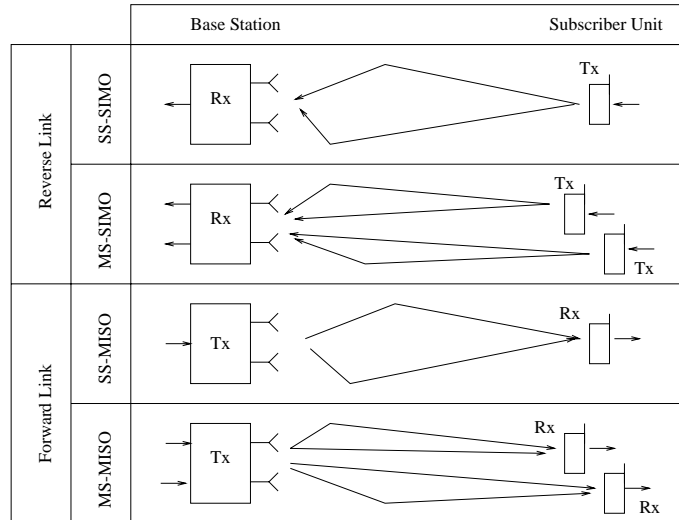 Base Station
Subscriber Unit
Reverse Link
SS-SIMO
Rx
Tx
MS-SIMO
Rx
Tx
Tx
Forward Link
SS-MISO
Tx
Rx
MS-MISO
Tx
Rx
Rx